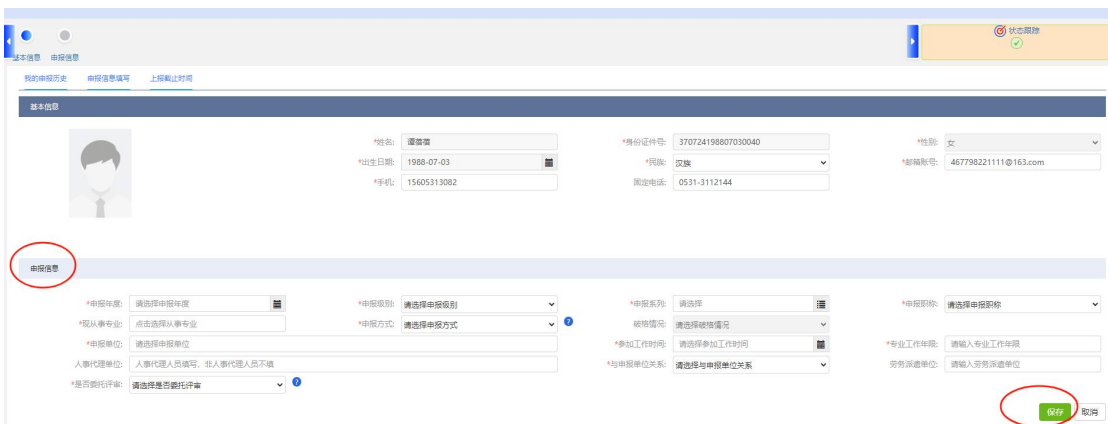 状态跟踪
基本信息 申报信息
我的申报历史 申报信息填写 上报截止时间
基本信息
*姓名: 谭蓓蓓 *身份证件号: 370724198807030040 *性别: 女
*出生日期: 1988-07-03 *民族: 汉族 *邮箱账号: 467798221111@163.com
*手机: 15605313082 固定电话: 0531-3112144
申报信息
*申报年度: 请选择申报年度 *申报级别: 请选择申报级别 *申报系列: 请选择 *申报职称: 请选择申报职称
*现从事专业: 点击选择从事专业 *申报方式: 请选择申报方式 ? 破格情况: 请选择破格情况
*申报单位: 请选择申报单位 *参加工作时间: 请选择参加工作时间 *专业工作年限: 请输入专业工作年限
人事代理单位: 人事代理人员填写，非人事代理人员不填 *与申报单位关系: 请选择与申报单位关系 劳务派遣单位: 请输入劳务派遣单位
*是否委托评审: 请选择是否委托评审 ?
保存 取消